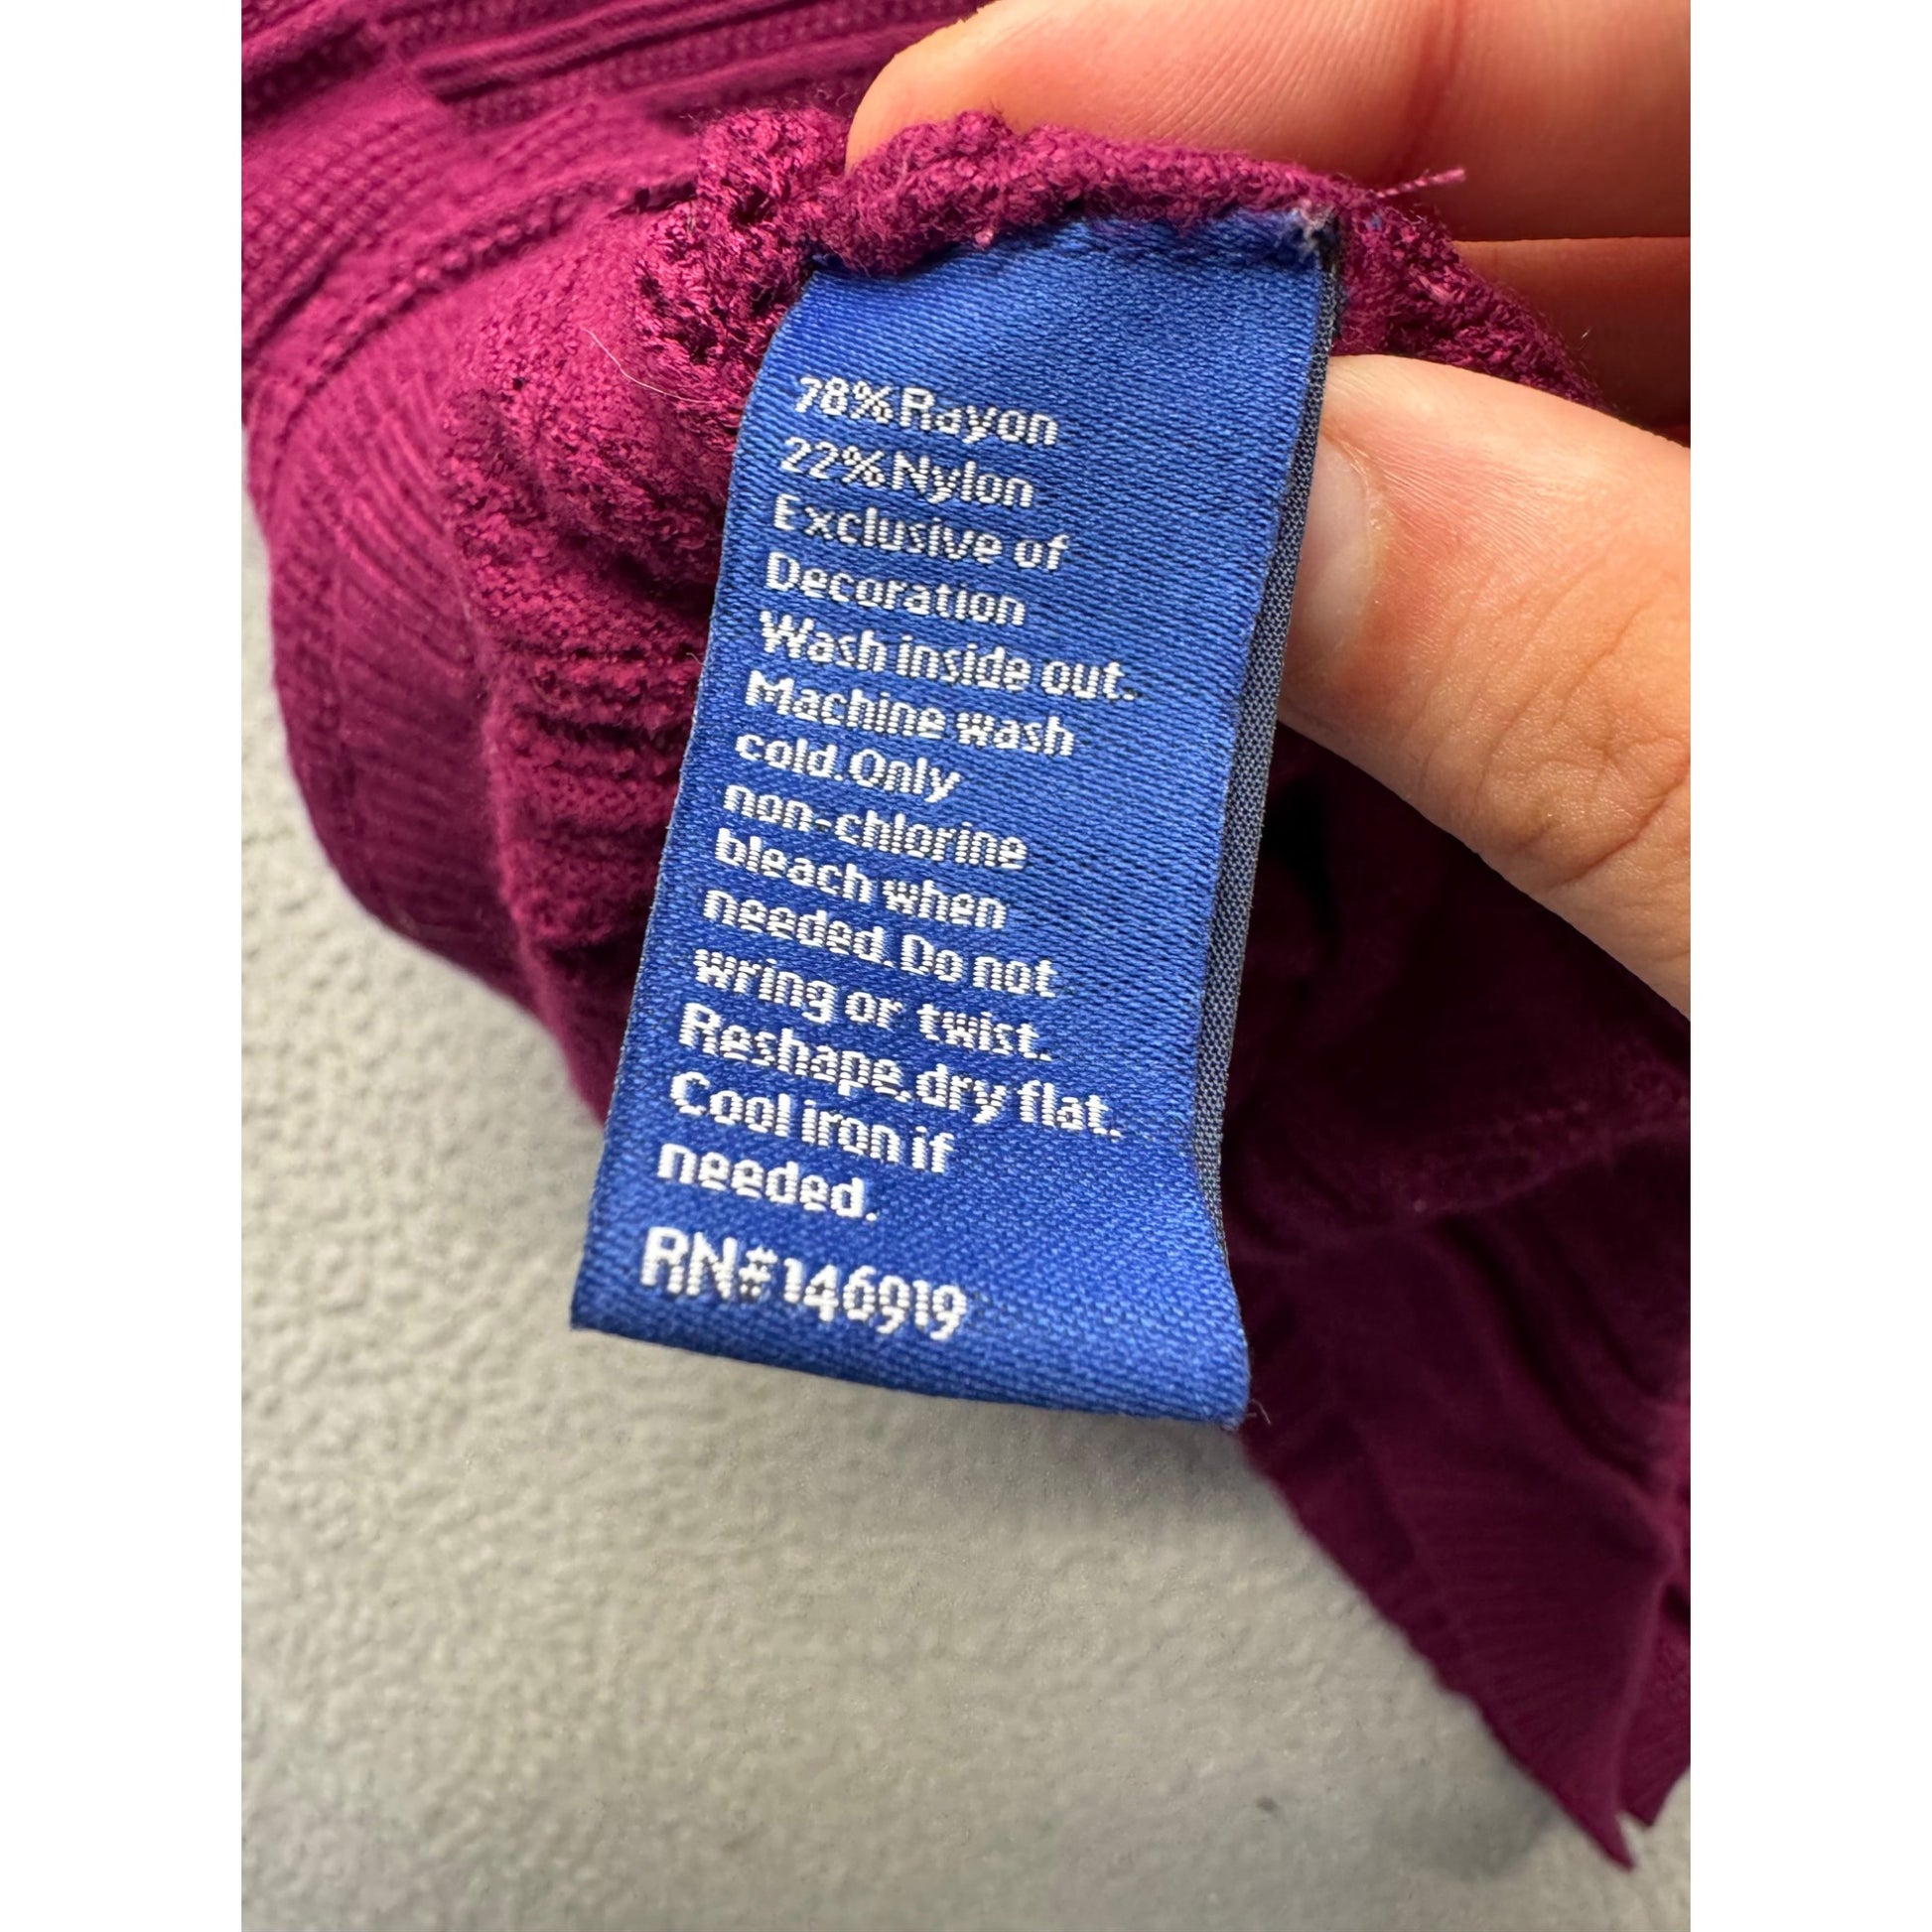 78%Rayon
22%Nylon
Exclusive of
Decoration
Wash inside out.
Machine wash
cold.Only
non-chlorine
bleach when
needed.Do not
wring or twist.
Reshape,dry flat.
Cool iron if
needed.
RN#146919